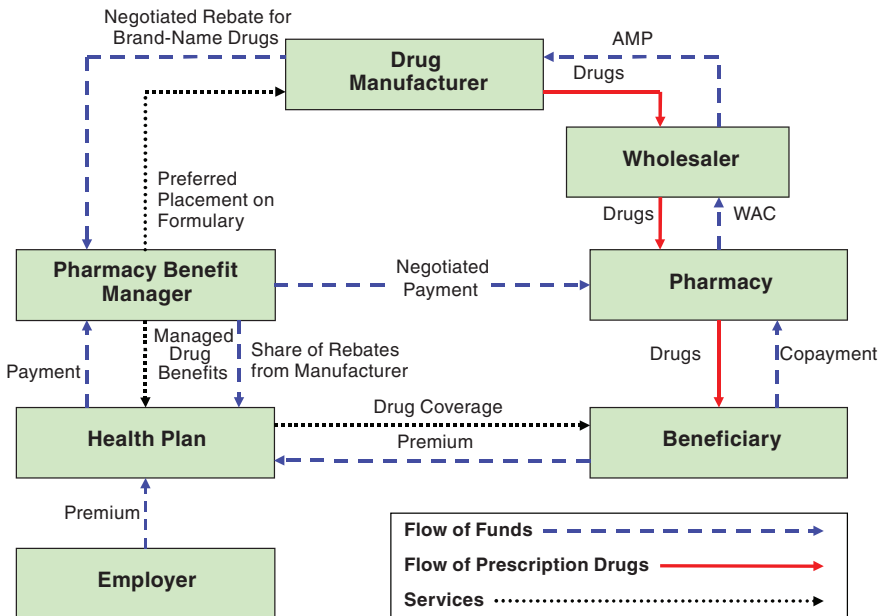 Negotiated Rebate for
Brand-Name Drugs
Drug
Manufacturer
AMP
Drugs
Wholesaler
Preferred
Placement on
Formulary
Drugs
WAC
Pharmacy Benefit
Manager
Negotiated
Payment
Pharmacy
Payment
Managed
Drug
Benefits
Share of Rebates
from Manufacturer
Drugs
Copayment
Health Plan
Drug Coverage
Premium
Beneficiary
Premium
Employer
Flow of Funds
Flow of Prescription Drugs
Services